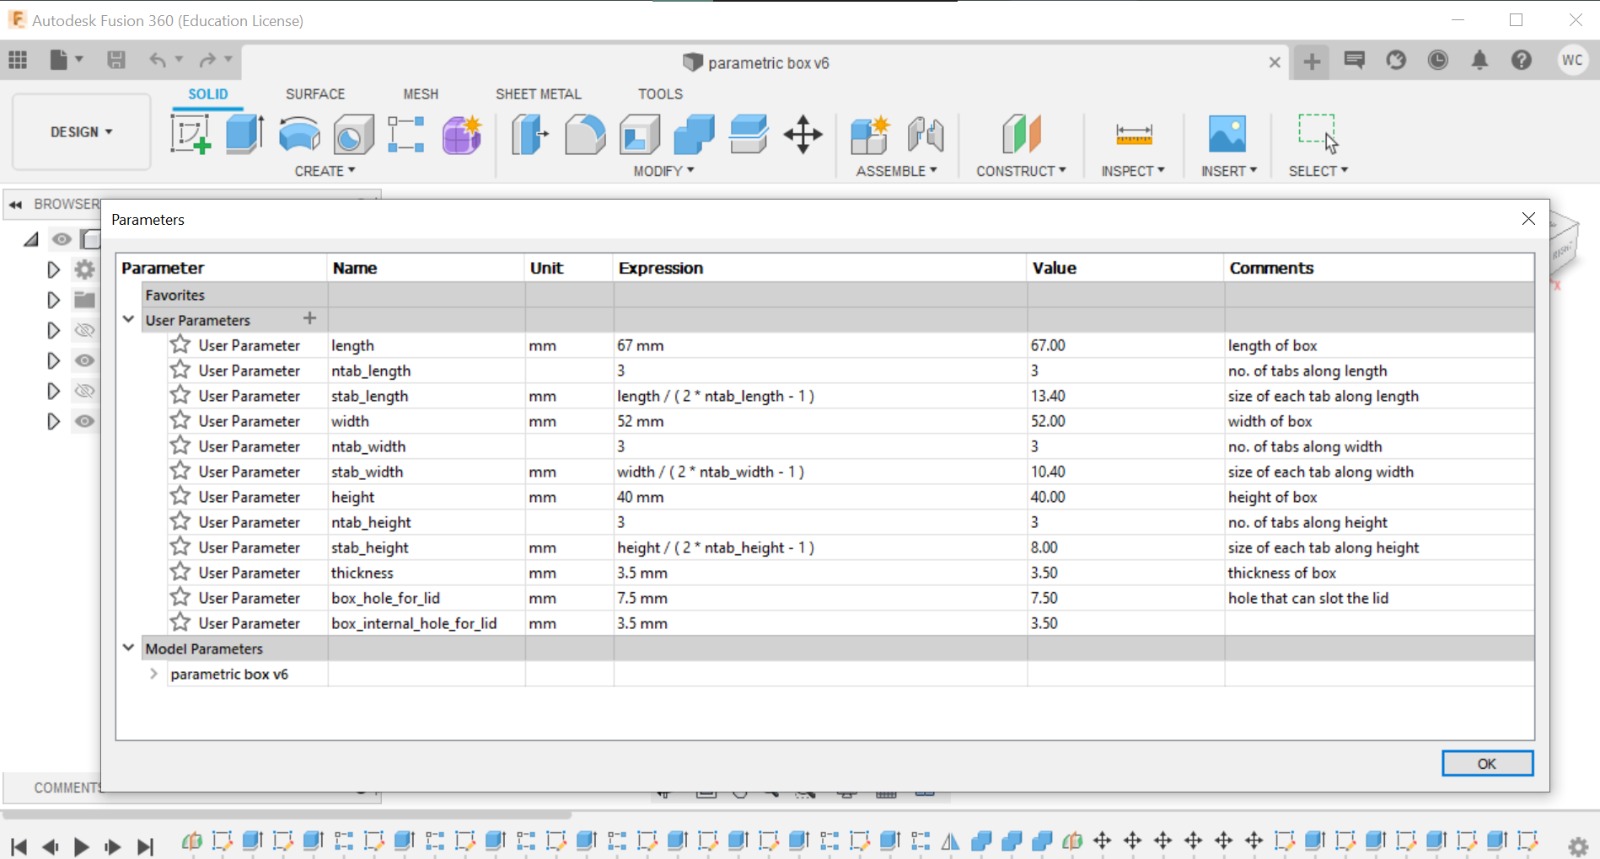 Autodesk Fusion 360 (Education License)
parametric box v6
WC
SOLID SURFACE MESH SHEET METAL TOOLS
DESIGN
CREATE MODIFY ASSEMBLE CONSTRUCT INSPECT INSERT SELECT
BROWSER
Parameters
Parameter Name Unit Expression Value Comments
Favorites
User Parameters
User Parameter length mm 67 mm 67.00 length of box
User Parameter ntab_length 3 3 no. of tabs along length
User Parameter stab_length mm length / ( 2 * ntab_length - 1 ) 13.40 size of each tab along length
User Parameter width mm 52 mm 52.00 width of box
User Parameter ntab_width 3 3 no. of tabs along width
User Parameter stab_width mm width / ( 2 * ntab_width - 1 ) 10.40 size of each tab along width
User Parameter height mm 40 mm 40.00 height of box
User Parameter ntab_height 3 3 no. of tabs along height
User Parameter stab_height mm height / ( 2 * ntab_height - 1 ) 8.00 size of each tab along height
User Parameter thickness mm 3.5 mm 3.50 thickness of box
User Parameter box_hole_for_lid mm 7.5 mm 7.50 hole that can slot the lid
User Parameter box_internal_hole_for_lid mm 3.5 mm 3.50
Model Parameters
parametric box v6
OK
RIGHT
X
COMMENTS